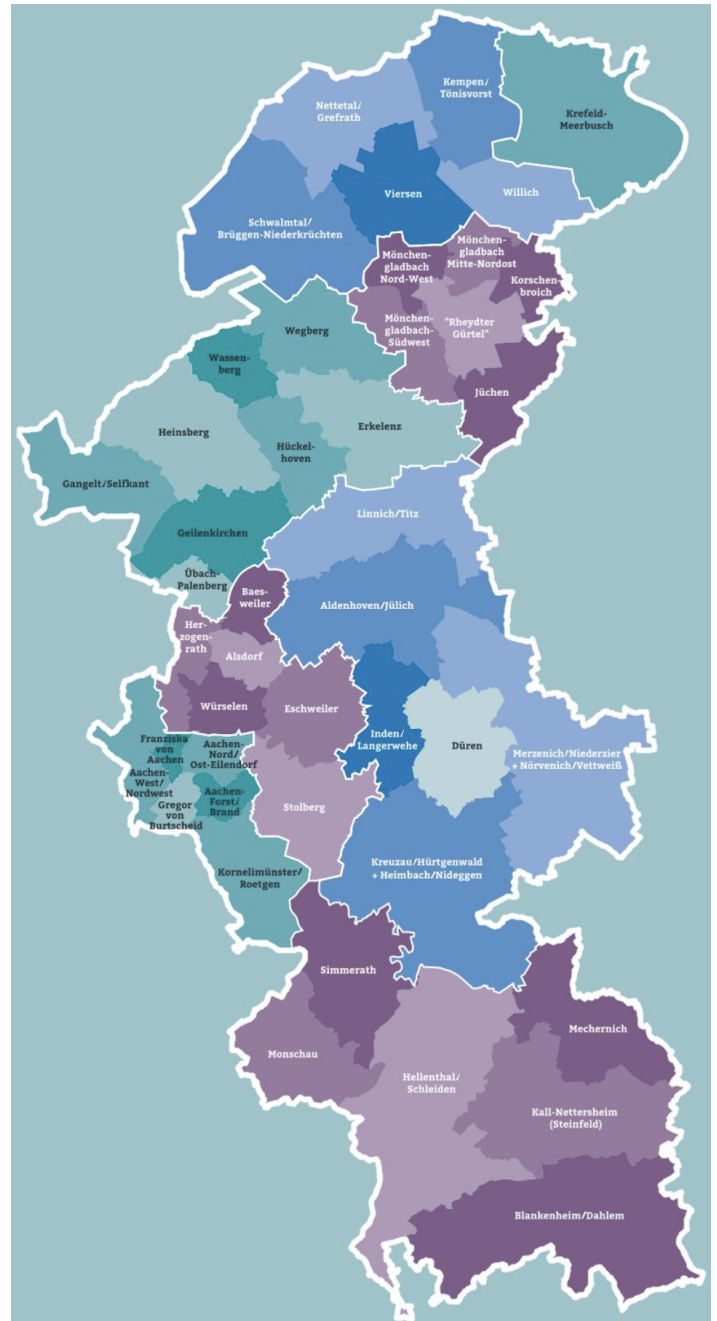 Kempen/
Tönisvorst
Nettetal/
Grefrath
Krefeld-
Meerbusch
Viersen
Willich
Schwalmtal/
Brüggen-Niederkrüchten
Mönchen-
gladbach
Nord-West
Mönchen-
gladbach
Mitte-Nordost
Korschen-
broich
Mönchen-
gladbach-
Südwest
"Rheydter
Gürtel"
Wegberg
Wassen-
berg
Jüchen
Heinsberg
Hückel-
hoven
Erkelenz
Gangelt/Selfkant
Linnich/Titz
Geilenkirchen
Übach-
Palenberg
Baes-
weiler
Aldenhoven/Jülich
Her-
zogen-
rath
Alsdorf
Würselen
Eschweiler
Inden/
Langerwehe
Düren
Merzenich/Niederzier
+ Nörvenich/Vettweiß
Franziska
von
Aachen
Aachen-
Nord/
Ost-Eilendorf
Aachen-
West/
Nordwest
Aachen-
Forst/
Brand
Gregor
von
Burtscheid
Stolberg
Kornelimünster/
Roetgen
Kreuzau/Hürtgenwald
+ Heimbach/Nideggen
Simmerath
Mechernich
Monschau
Hellenthal/
Schleiden
Kall-Nettersheim
(Steinfeld)
Blankenheim/Dahlem